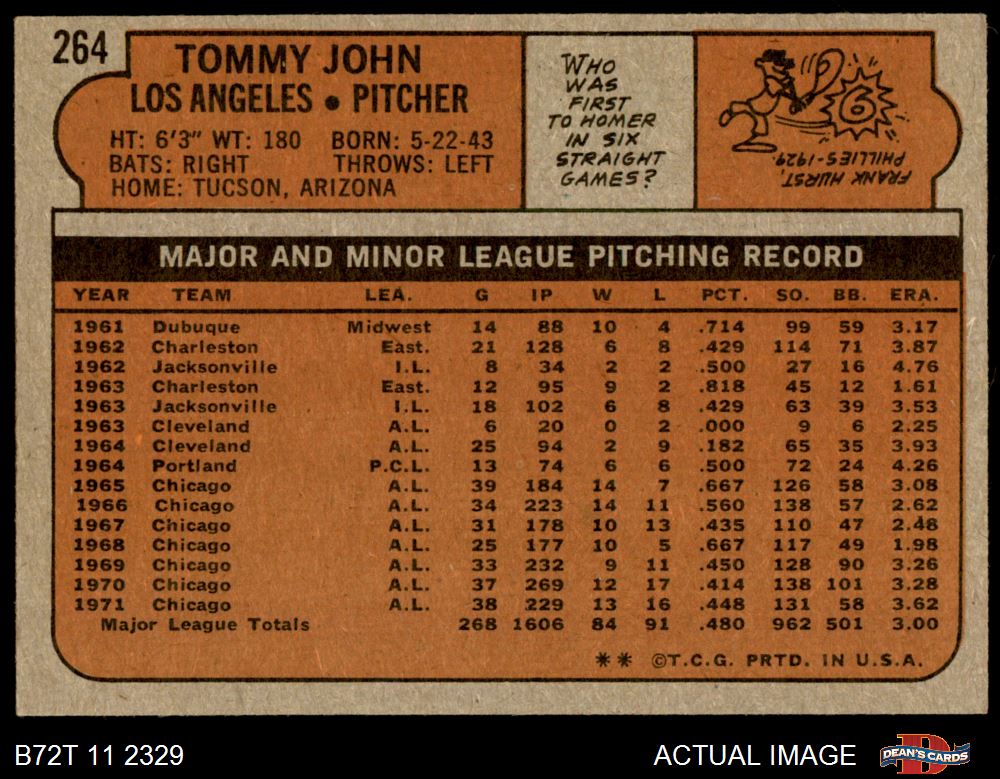 264
TOMMY JOHN
LOS ANGELES • PITCHER
HT: 6'3" WT: 180 BORN: 5-22-43
BATS: RIGHT THROWS: LEFT
HOME: TUCSON, ARIZONA
WHO
WAS
FIRST
TO HOMER
IN SIX
STRAIGHT
GAMES?
6
FRANK HURST,
PHILLIES-1929.
MAJOR AND MINOR LEAGUE PITCHING RECORD
YEAR TEAM LEA. G IP W L PCT. SO. BB. ERA.
1961 Dubuque Midwest 14 88 10 4 .714 99 59 3.17
1962 Charleston East. 21 128 6 8 .429 114 71 3.87
1962 Jacksonville I.L. 8 34 2 2 .500 27 16 4.76
1963 Charleston East. 12 95 9 2 .818 45 12 1.61
1963 Jacksonville I.L. 18 102 6 8 .429 63 39 3.53
1963 Cleveland A.L. 6 20 0 2 .000 9 6 2.25
1964 Cleveland A.L. 25 94 2 9 .182 65 35 3.93
1964 Portland P.C.L. 13 74 6 6 .500 72 24 4.26
1965 Chicago A.L. 39 184 14 7 .667 126 58 3.08
1966 Chicago A.L. 34 223 14 11 .560 138 57 2.62
1967 Chicago A.L. 31 178 10 13 .435 110 47 2.48
1968 Chicago A.L. 25 177 10 5 .667 117 49 1.98
1969 Chicago A.L. 33 232 9 11 .450 128 90 3.26
1970 Chicago A.L. 37 269 12 17 .414 138 101 3.28
1971 Chicago A.L. 38 229 13 16 .448 131 58 3.62
Major League Totals 268 1606 84 91 .480 962 501 3.00
** ©T.C.G. PRTD. IN U.S.A.
B72T 11 2329 ACTUAL IMAGE DEAN'S CARDS